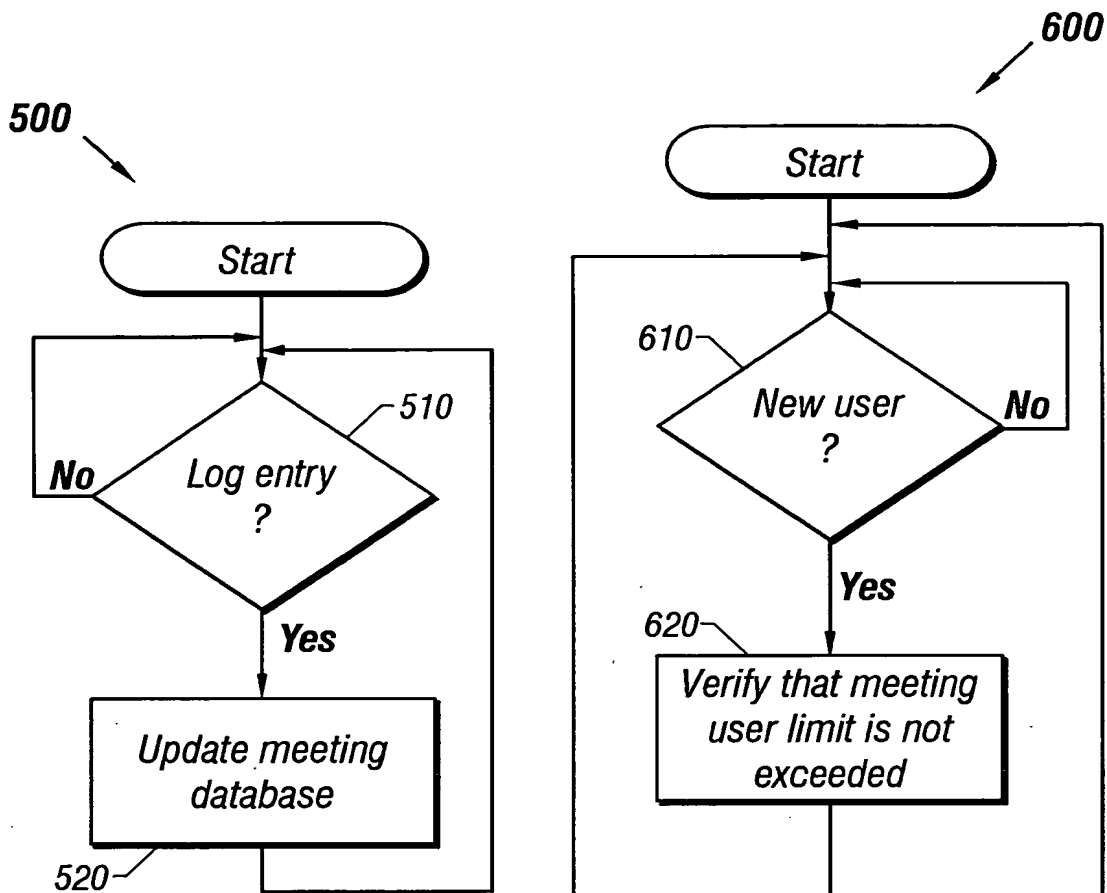 500
Start
510
Log entry
?
No
Yes
Update meeting
database
520
600
Start
610
New user
?
No
Yes
620
Verify that meeting
user limit is not
exceeded